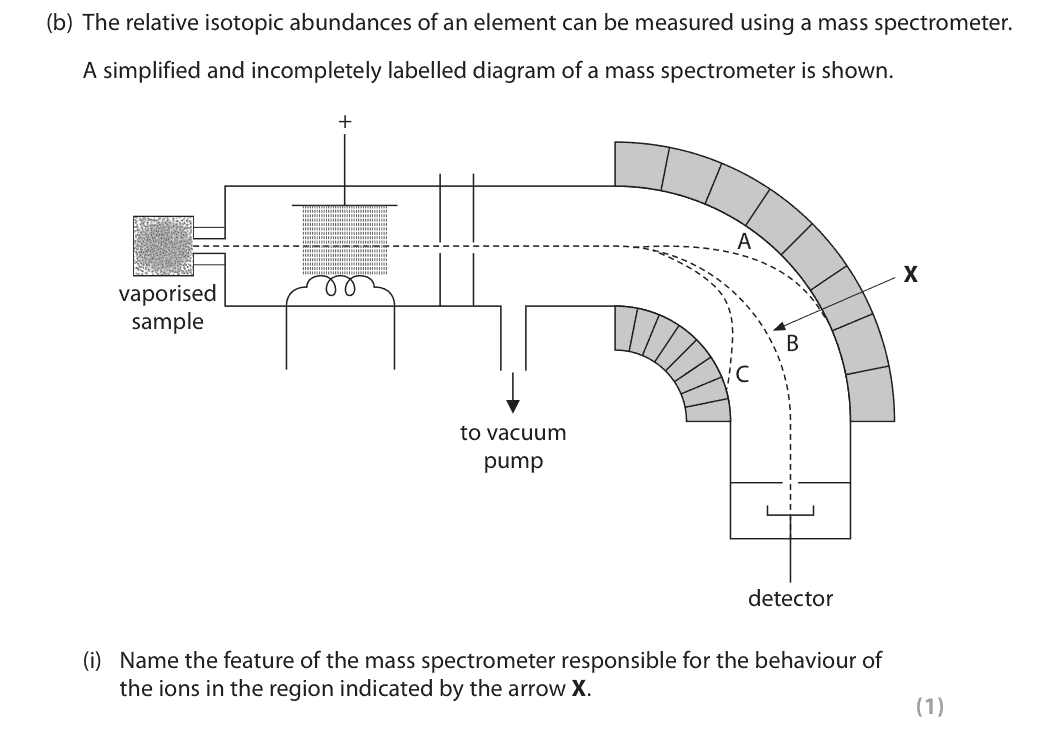 (b) The relative isotopic abundances of an element can be measured using a mass spectrometer.
A simplified and incompletely labelled diagram of a mass spectrometer is shown.
+
A
X
vaporised
sample
B
C
to vacuum
pump
detector
(i) Name the feature of the mass spectrometer responsible for the behaviour of
the ions in the region indicated by the arrow X.
(1)